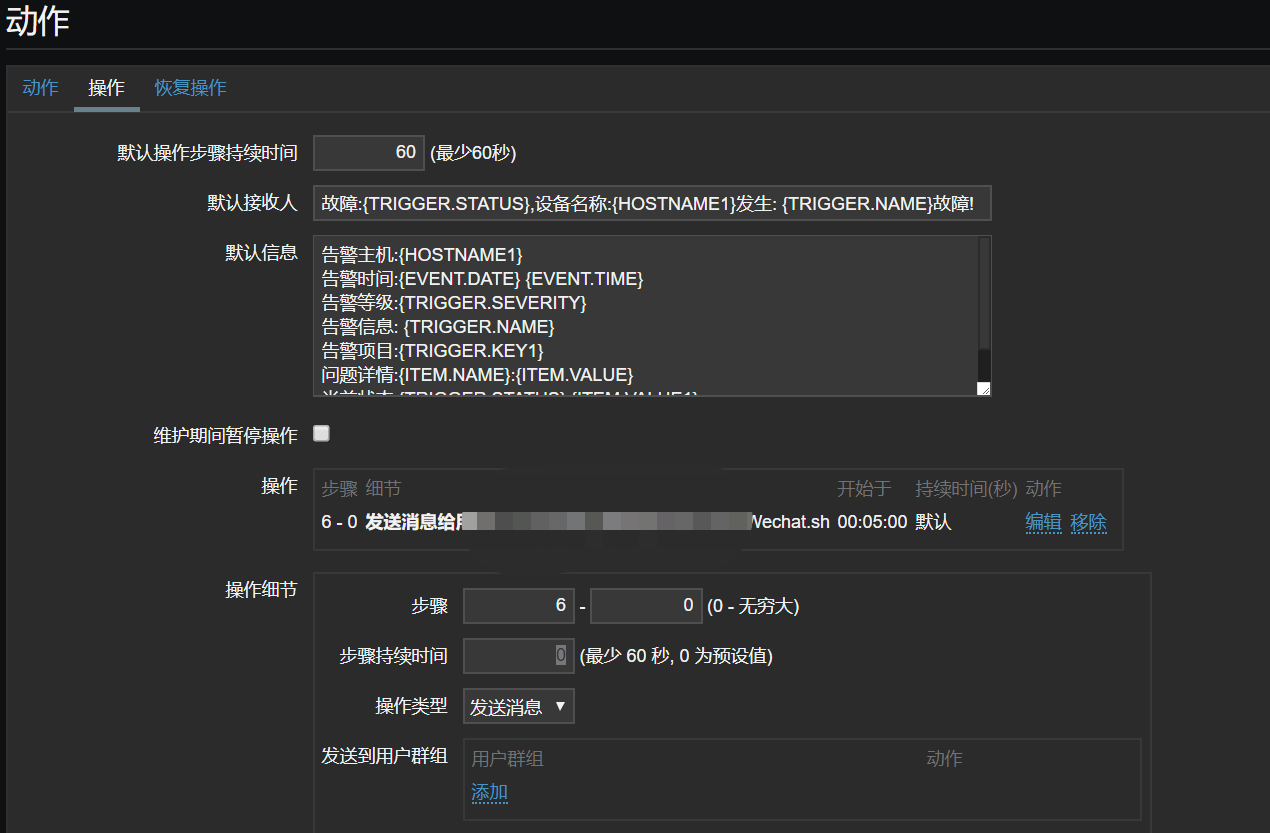 动作
动作 操作 恢复操作
默认操作步骤持续时间 60 (最少60秒)
默认接收人 故障:{TRIGGER.STATUS},设备名称:{HOSTNAME1}发生: {TRIGGER.NAME}故障!
默认信息 告警主机:{HOSTNAME1}
告警时间:{EVENT.DATE} {EVENT.TIME}
告警等级:{TRIGGER.SEVERITY}
告警信息: {TRIGGER.NAME}
告警项目:{TRIGGER.KEY1}
问题详情:{ITEM.NAME}:{ITEM.VALUE}
当前状态:{TRIGGER.STATUS}:{ITEM.VALUE1}
维护期间暂停操作
操作 步骤 细节 开始于 持续时间(秒) 动作
6 - 0 发送消息给用 Wechat.sh 00:05:00 默认 编辑 移除
操作细节
步骤 6 - 0 (0 - 无穷大)
步骤持续时间 0 (最少 60 秒, 0 为预设值)
操作类型 发送消息 ▼
发送到用户群组 用户群组 动作
添加